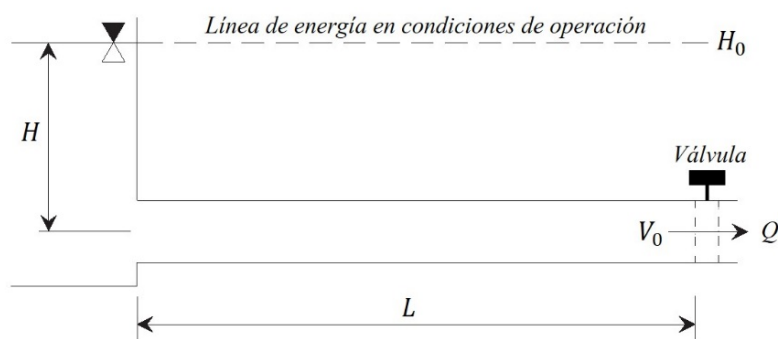 Línea de energía en condiciones de operación
H₀
H
Válvula
V₀
Q
L